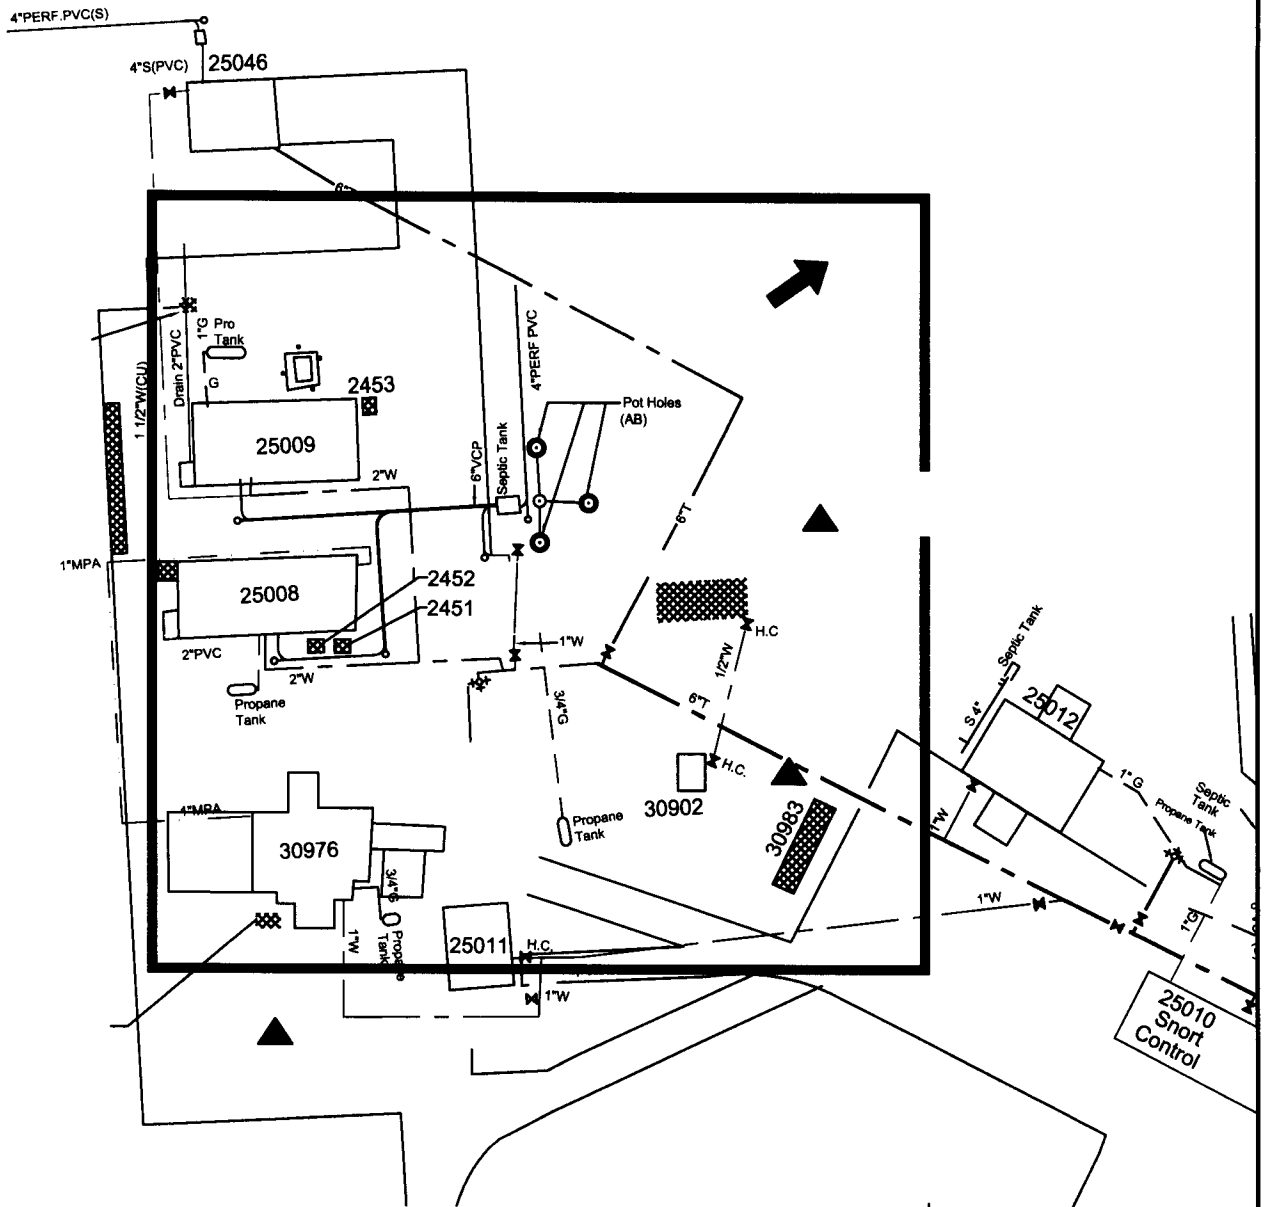 4"PERF.PVC(S)
4"S(PVC)
25046
6"T
1"G
Pro
Tank
G
Drain 2"PVC
1 1/2"W(CU)
2453
4"PERF PVC
Pot Holes
(AB)
25009
2"W
6"VCP
Septic Tank
6"T
1"MPA
25008
2452
2451
2"PVC
2"W
1"W
H.C
1/2"W
Propane
Tank
3/4"G
6"T
H.C.
30902
30983
Propane
Tank
1"MPA
30976
3/4"G
1"W
Propane
Tank
25011
H.C.
1"W
Septic Tank
S 4"
25012
1" G
Septic
Tank
Propane Tank
1"W
1"W
1"G
25010
Snort
Control